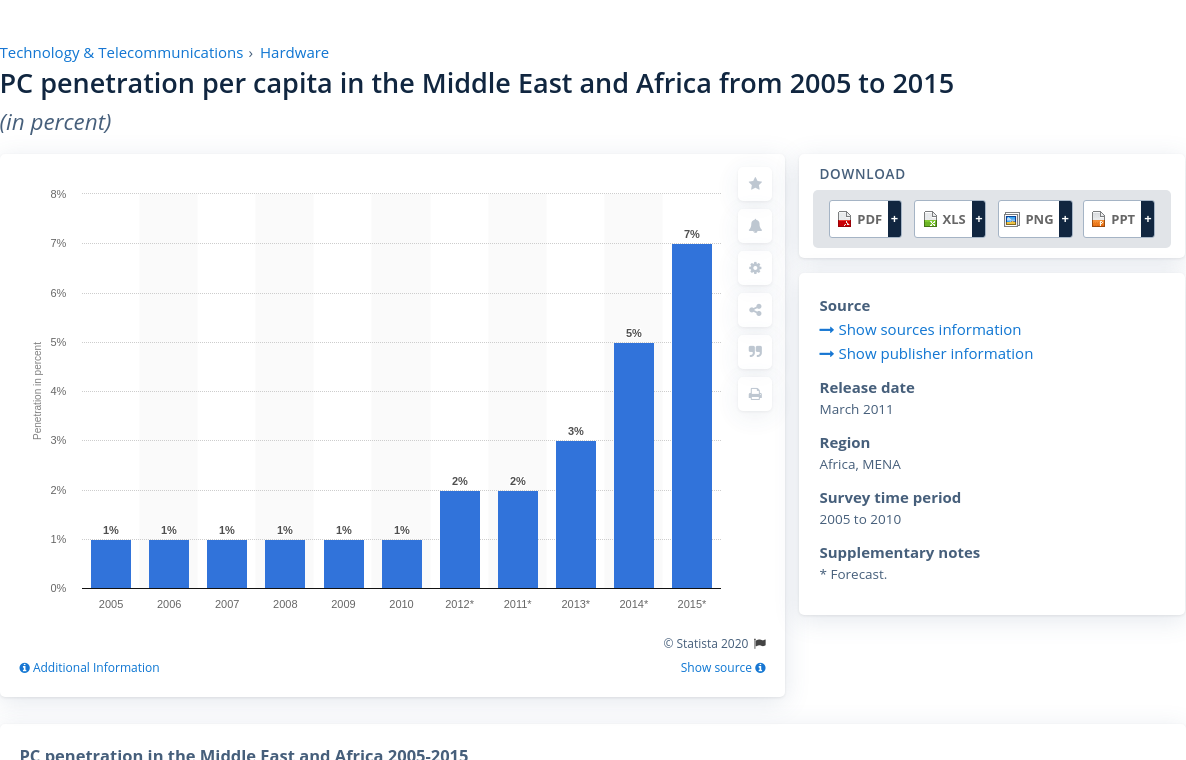 Technology & Telecommunications › Hardware
PC penetration per capita in the Middle East and Africa from 2005 to 2015
(in percent)
8%
7%
6%
5%
4%
3%
2%
1%
0%
Penetration in percent
1%
1%
1%
1%
1%
1%
2%
2%
3%
5%
7%
2005
2006
2007
2008
2009
2010
2012*
2011*
2013*
2014*
2015*
© Statista 2020
Additional Information
Show source
DOWNLOAD
PDF + XLS + PNG + PPT +
Source
Show sources information
Show publisher information
Release date
March 2011
Region
Africa, MENA
Survey time period
2005 to 2010
Supplementary notes
* Forecast.
PC penetration in the Middle East and Africa 2005-2015